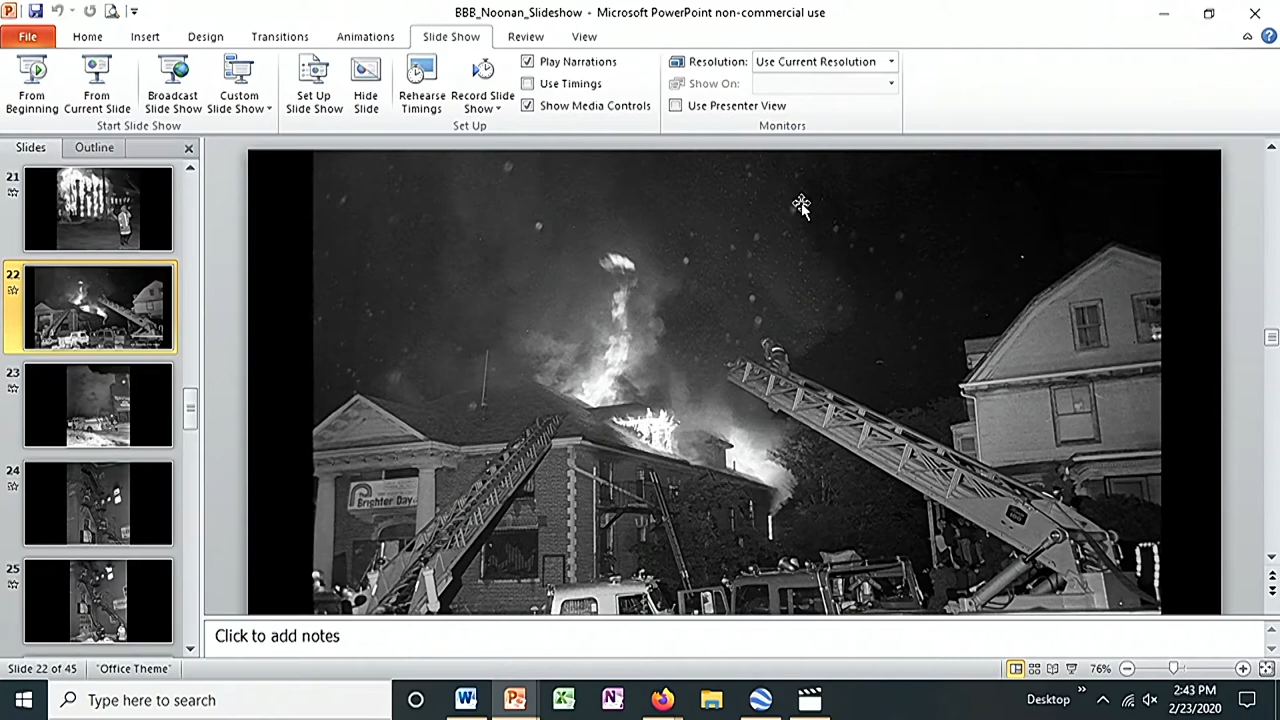 BBB_Noonan_Slideshow - Microsoft PowerPoint non-commercial use
File Home Insert Design Transitions Animations Slide Show Review View
From Beginning
From Current Slide
Broadcast Slide Show
Custom Slide Show
Start Slide Show
Set Up Slide Show
Hide Slide
Rehearse Timings
Record Slide Show
Play Narrations
Use Timings
Show Media Controls
Set Up
Resolution: Use Current Resolution
Show On:
Use Presenter View
Monitors
Slides Outline
21
22
23
24
25
Brighter Day
Click to add notes
Slide 22 of 45 "Office Theme" 76%
Type here to search
Desktop
2:43 PM
2/23/2020